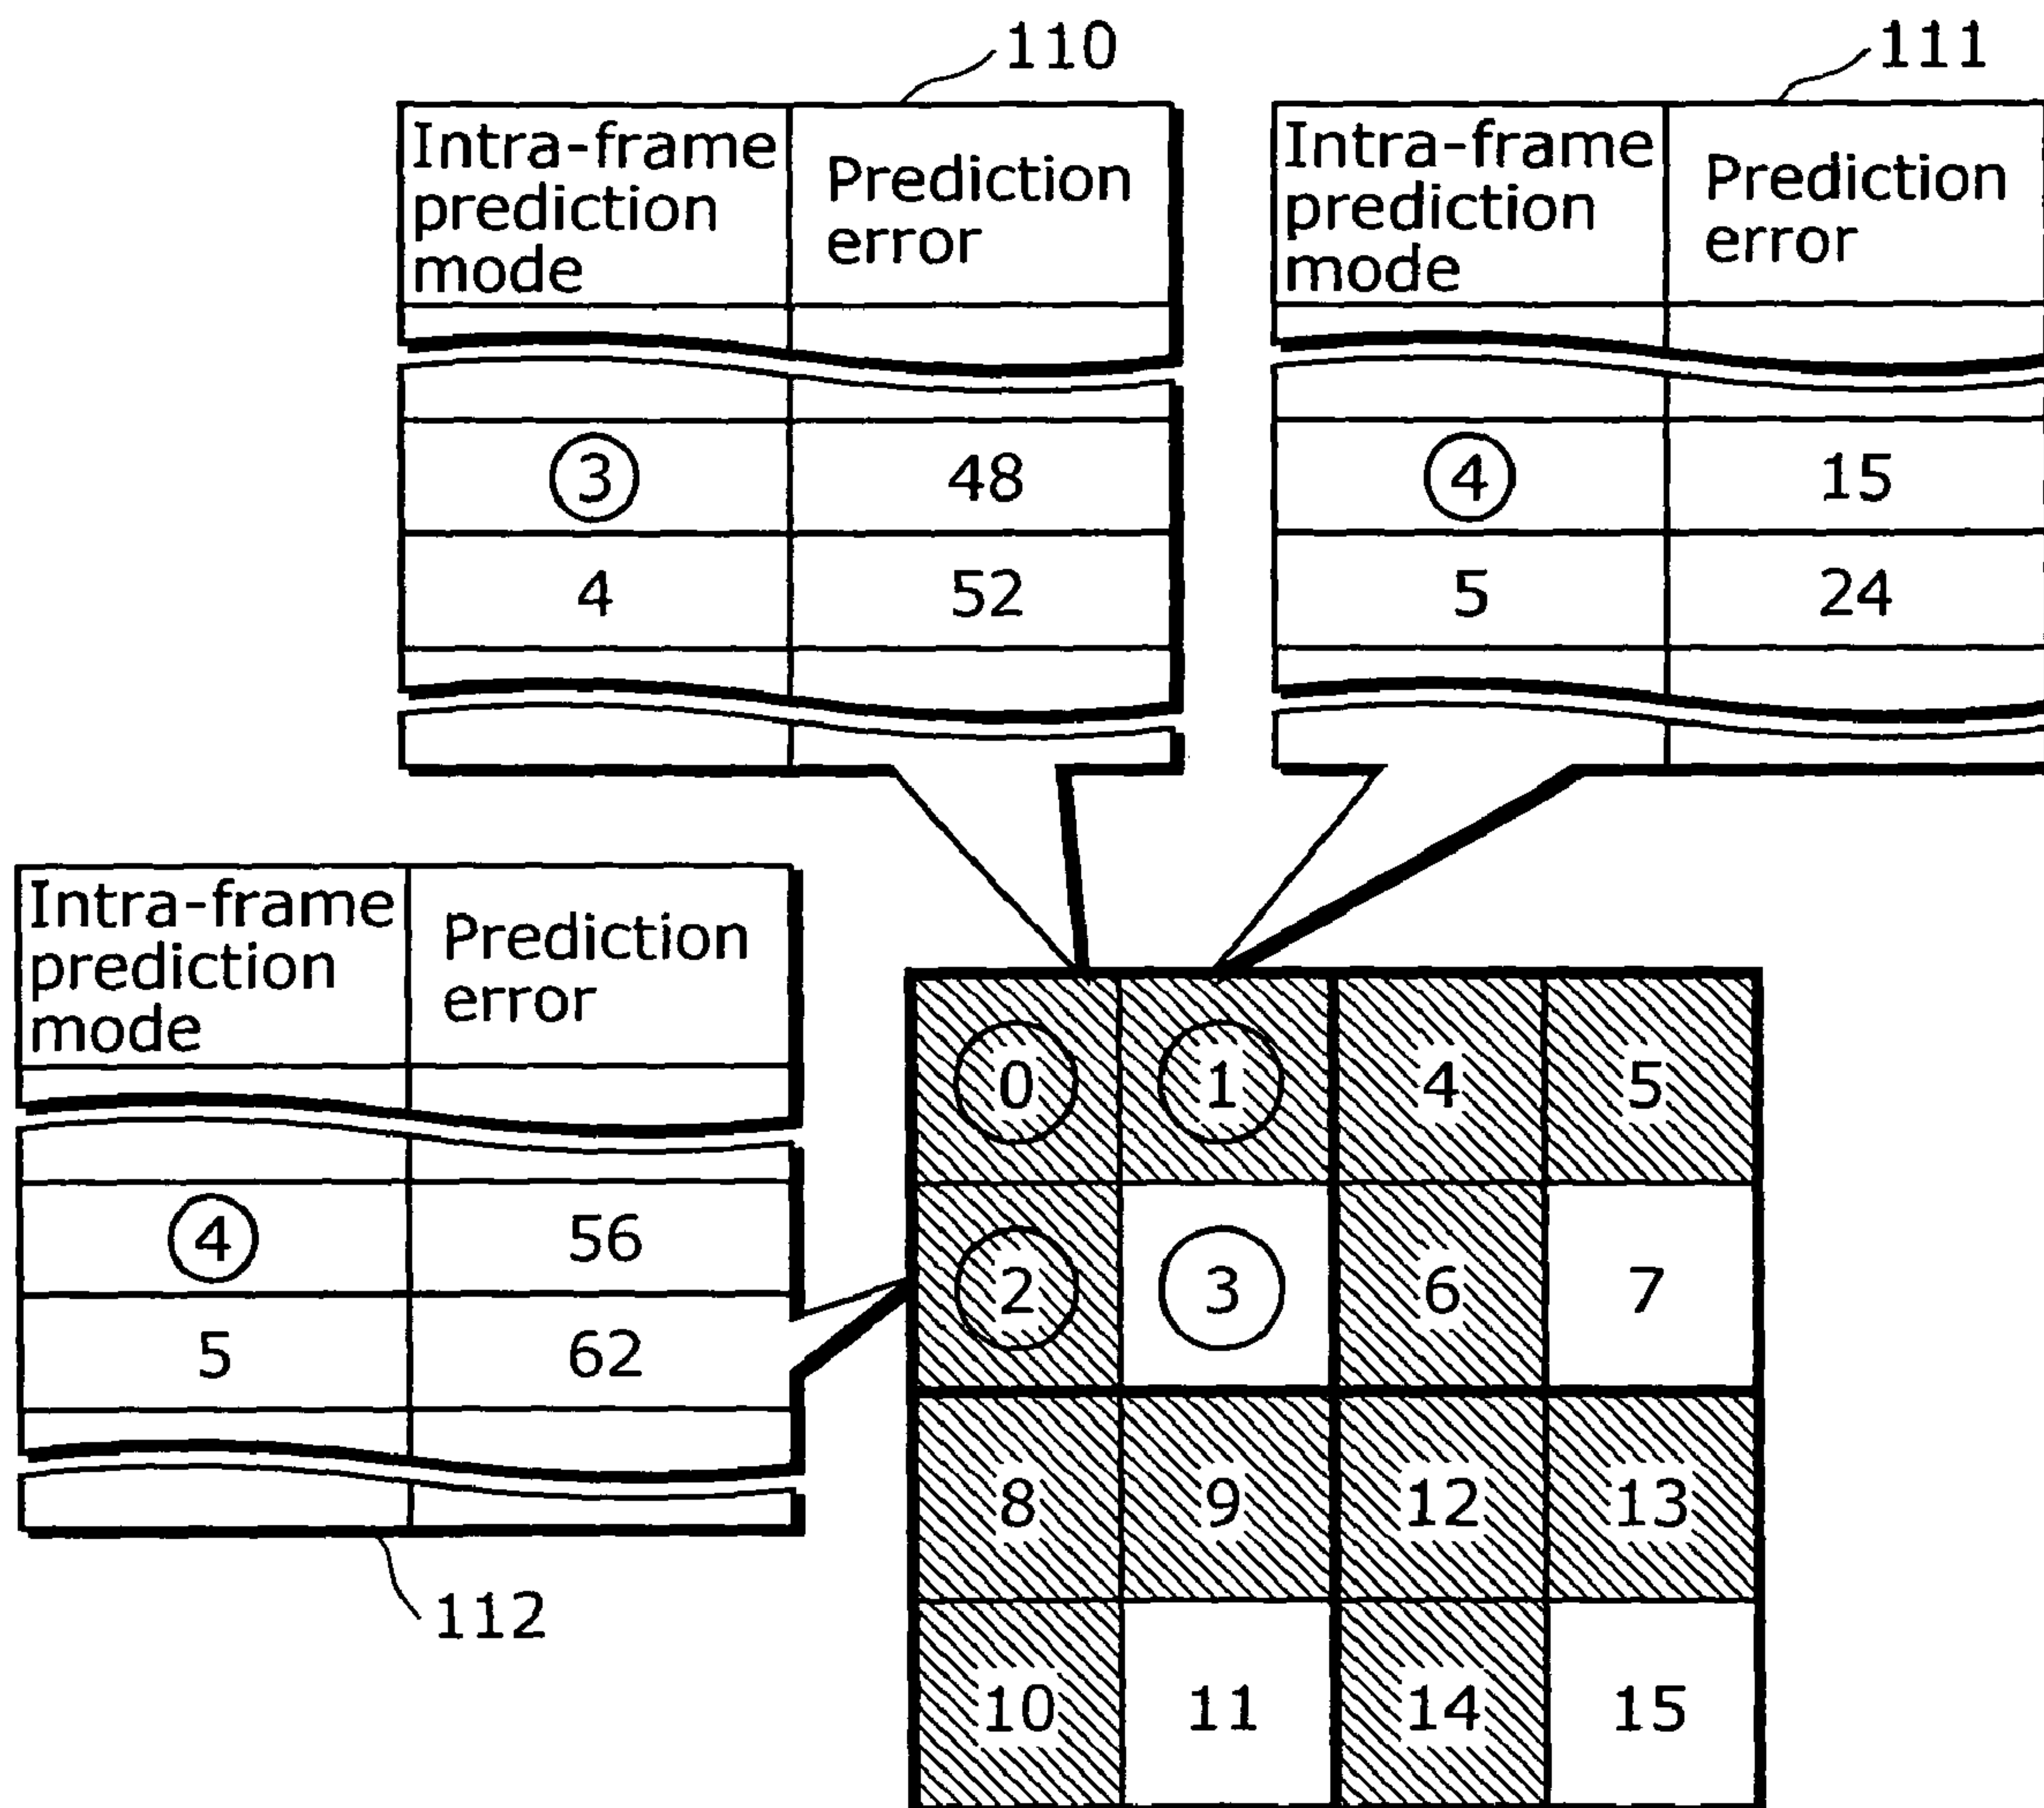 110
111
Intra-frame prediction mode
Prediction error
3
48
4
52
Intra-frame prediction mode
Prediction error
4
15
5
24
Intra-frame prediction mode
Prediction error
4
56
5
62
112
0 1 4 5
2 3 6 7
8 9 12 13
10 11 14 15